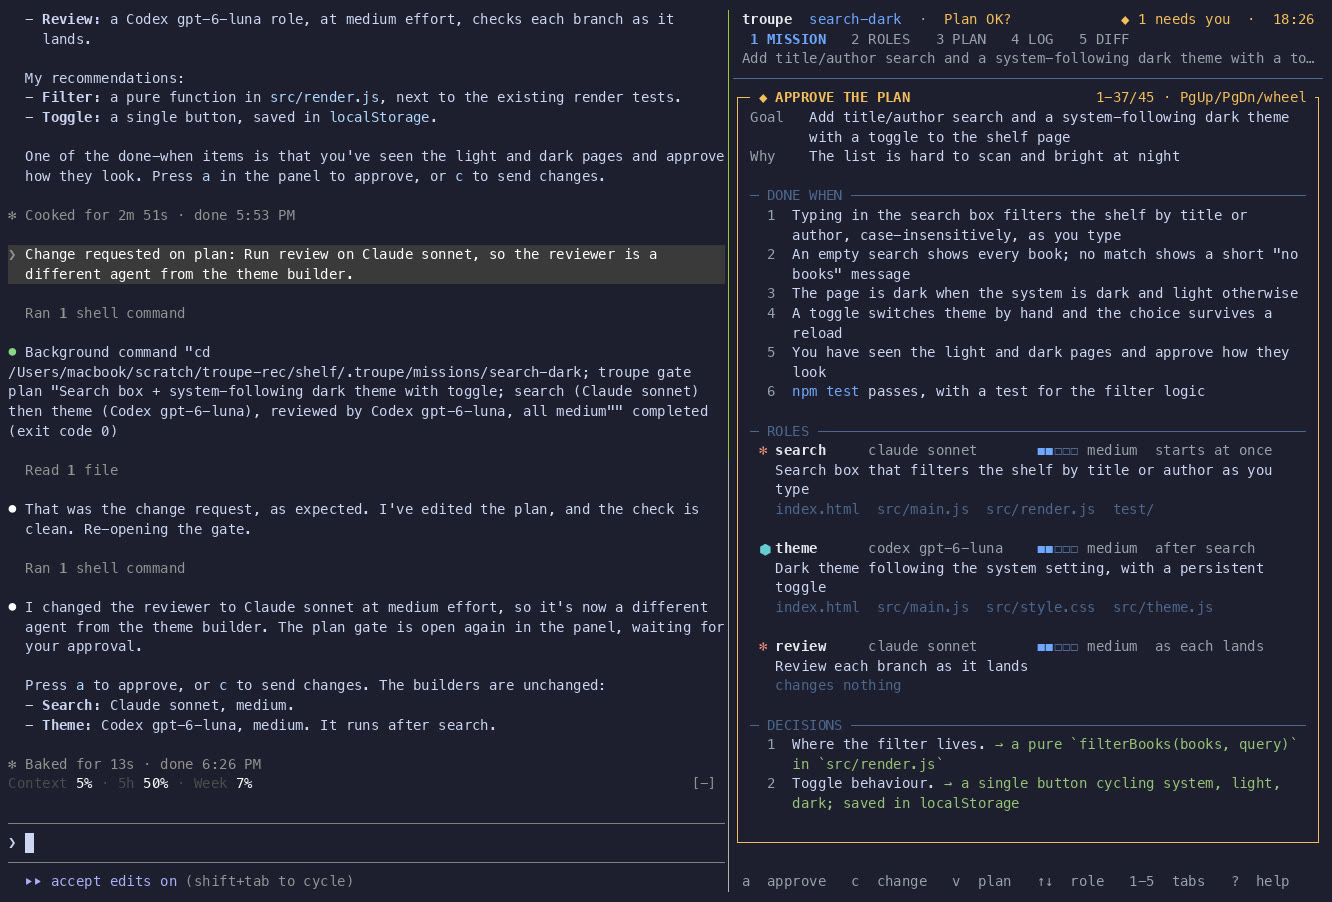 – Review: a Codex gpt-6-luna role, at medium effort, checks each branch as it
lands.
My recommendations:
– Filter: a pure function in src/render.js, next to the existing render tests.
– Toggle: a single button, saved in localStorage.
One of the done-when items is that you've seen the light and dark pages and approve
how they look. Press a in the panel to approve, or c to send changes.
✻ Cooked for 2m 51s · done 5:53 PM
❯ Change requested on plan: Run review on Claude sonnet, so the reviewer is a
different agent from the theme builder.
Ran 1 shell command
● Background command "cd
/Users/macbook/scratch/troupe-rec/shelf/.troupe/missions/search-dark; troupe gate
plan "Search box + system-following dark theme with toggle; search (Claude sonnet)
then theme (Codex gpt-6-luna), reviewed by Codex gpt-6-luna, all medium"" completed
(exit code 0)
Read 1 file
● That was the change request, as expected. I've edited the plan, and the check is
clean. Re-opening the gate.
Ran 1 shell command
● I changed the reviewer to Claude sonnet at medium effort, so it's now a different
agent from the theme builder. The plan gate is open again in the panel, waiting for
your approval.
Press a to approve, or c to send changes. The builders are unchanged:
– Search: Claude sonnet, medium.
– Theme: Codex gpt-6-luna, medium. It runs after search.
✻ Baked for 13s · done 6:26 PM
Context 5% · 5h 50% · Week 7% [–]
❯
⏵⏵ accept edits on (shift+tab to cycle)
troupe search-dark · Plan OK? ◆ 1 needs you · 18:26
1 MISSION 2 ROLES 3 PLAN 4 LOG 5 DIFF
Add title/author search and a system-following dark theme with a to…
◆ APPROVE THE PLAN 1–37/45 · PgUp/PgDn/wheel
Goal Add title/author search and a system-following dark theme
with a toggle to the shelf page
Why The list is hard to scan and bright at night
DONE WHEN
1 Typing in the search box filters the shelf by title or
author, case-insensitively, as you type
2 An empty search shows every book; no match shows a short "no
books" message
3 The page is dark when the system is dark and light otherwise
4 A toggle switches theme by hand and the choice survives a
reload
5 You have seen the light and dark pages and approve how they
look
6 npm test passes, with a test for the filter logic
ROLES
✻ search claude sonnet ■■□□□ medium starts at once
Search box that filters the shelf by title or author as you
type
index.html src/main.js src/render.js test/
⬢ theme codex gpt-6-luna ■■□□□ medium after search
Dark theme following the system setting, with a persistent
toggle
index.html src/main.js src/style.css src/theme.js
✻ review claude sonnet ■■□□□ medium as each lands
Review each branch as it lands
changes nothing
DECISIONS
1 Where the filter lives. → a pure `filterBooks(books, query)`
in `src/render.js`
2 Toggle behaviour. → a single button cycling system, light,
dark; saved in localStorage
a approve c change v plan ↑↓ role 1–5 tabs ? help